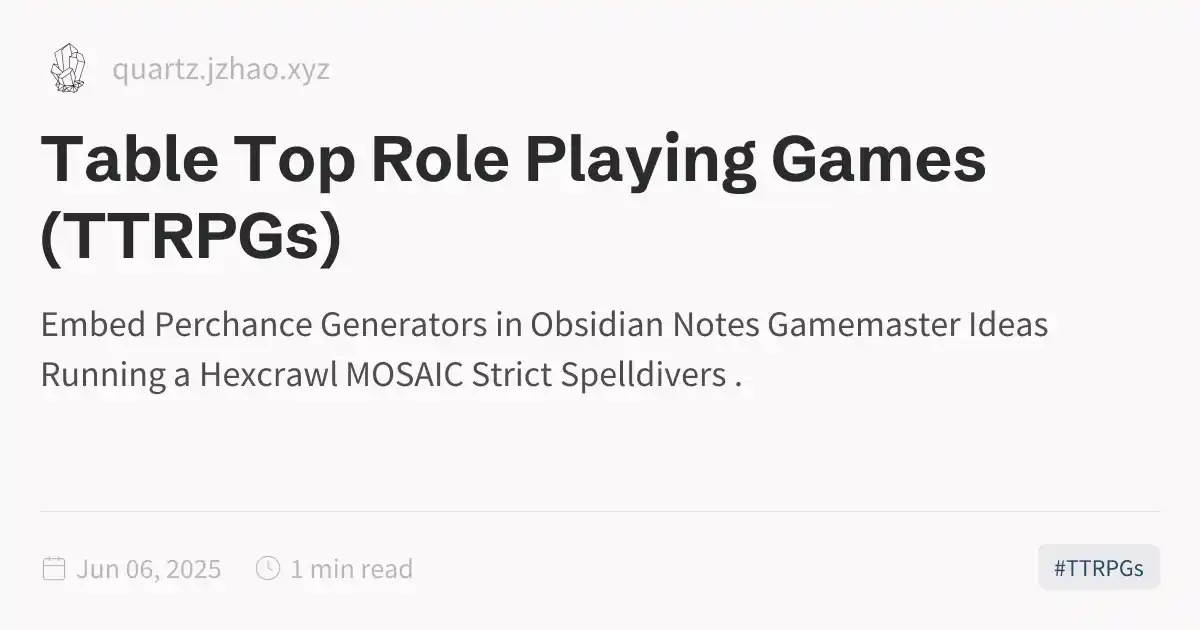 quartz.jzhao.xyz
Table Top Role Playing Games
(TTRPGs)
Embed Perchance Generators in Obsidian Notes Gamemaster Ideas
Running a Hexcrawl MOSAIC Strict Spelldivers .
Jun 06, 2025 1 min read #TTRPGs